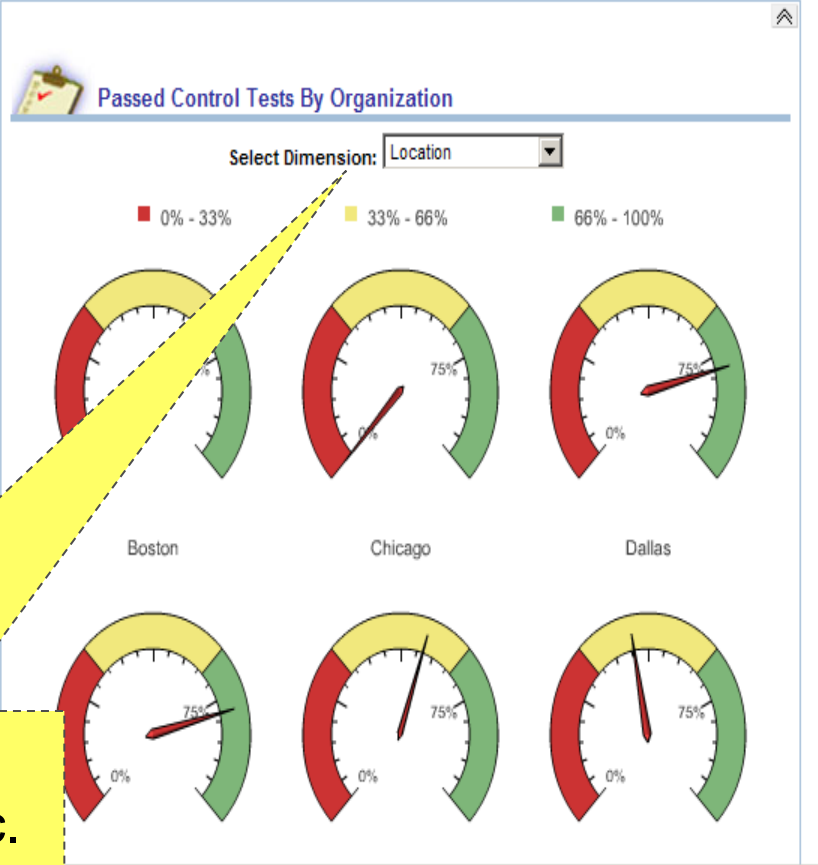 Passed Control Tests By Organization
Select Dimension: Location
0% - 33% 33% - 66% 66% - 100%
75% 75%
0% 0%
Boston Chicago Dallas
75% 75% 75%
0% 0% 0%